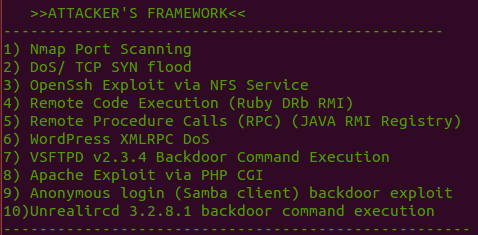 >>ATTACKER'S FRAMEWORK<<
------------------------------------------------
1) Nmap Port Scanning
2) DoS/ TCP SYN flood
3) OpenSsh Exploit via NFS Service
4) Remote Code Execution (Ruby DRb RMI)
5) Remote Procedure Calls (RPC) (JAVA RMI Registry)
6) WordPress XMLRPC DoS
7) VSFTPD v2.3.4 Backdoor Command Execution
8) Apache Exploit via PHP CGI
9) Anonymous login (Samba client) backdoor exploit
10)Unrealircd 3.2.8.1 backdoor command execution
---------------------------------------------------